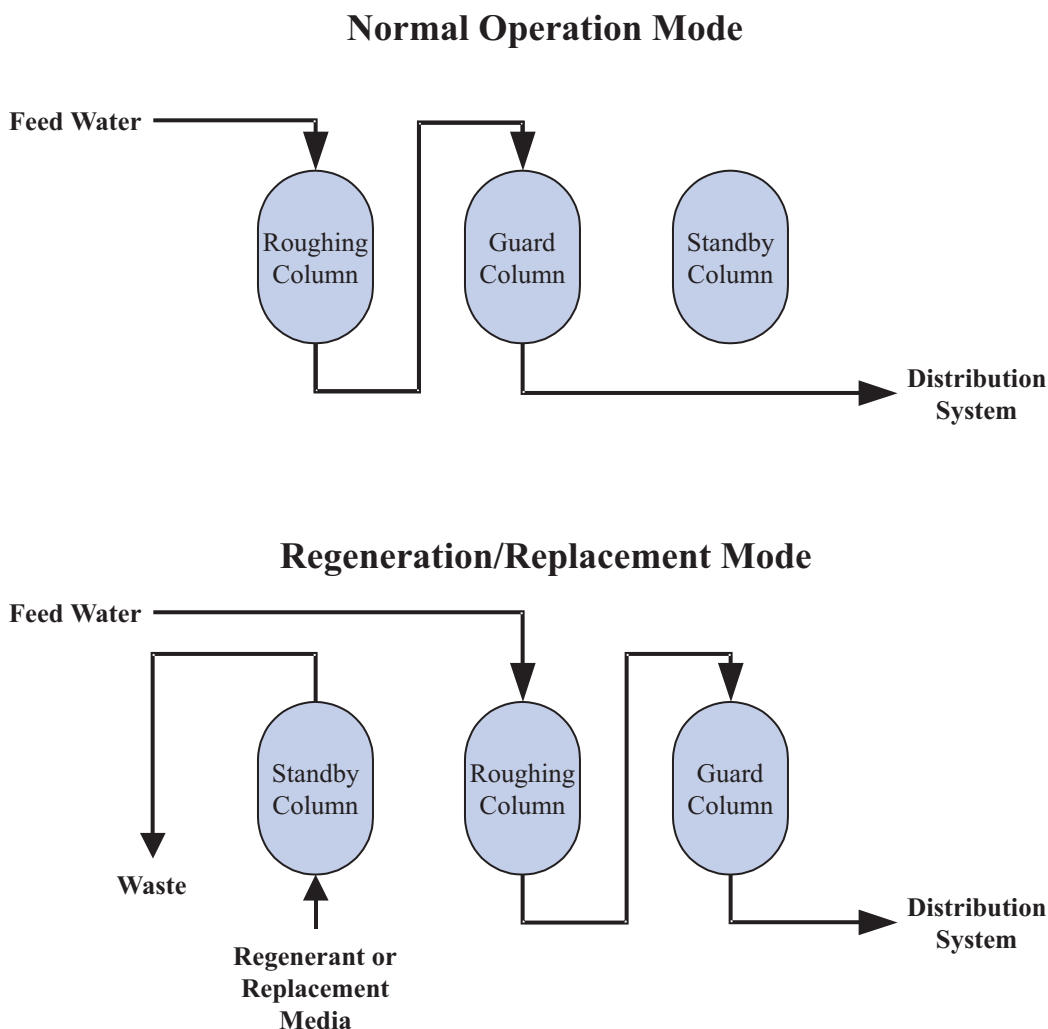 Normal Operation Mode
Feed Water
Roughing
Column
Guard
Column
Standby
Column
Distribution
System
Regeneration/Replacement Mode
Feed Water
Standby
Column
Roughing
Column
Guard
Column
Waste
Distribution
System
Regenerant or
Replacement
Media